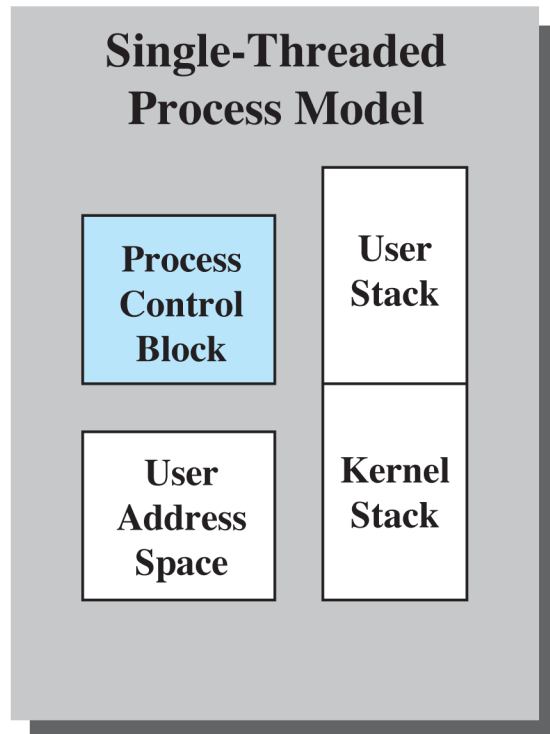 Single-Threaded
Process Model
Process
Control
Block
User
Stack
User
Address
Space
Kernel
Stack